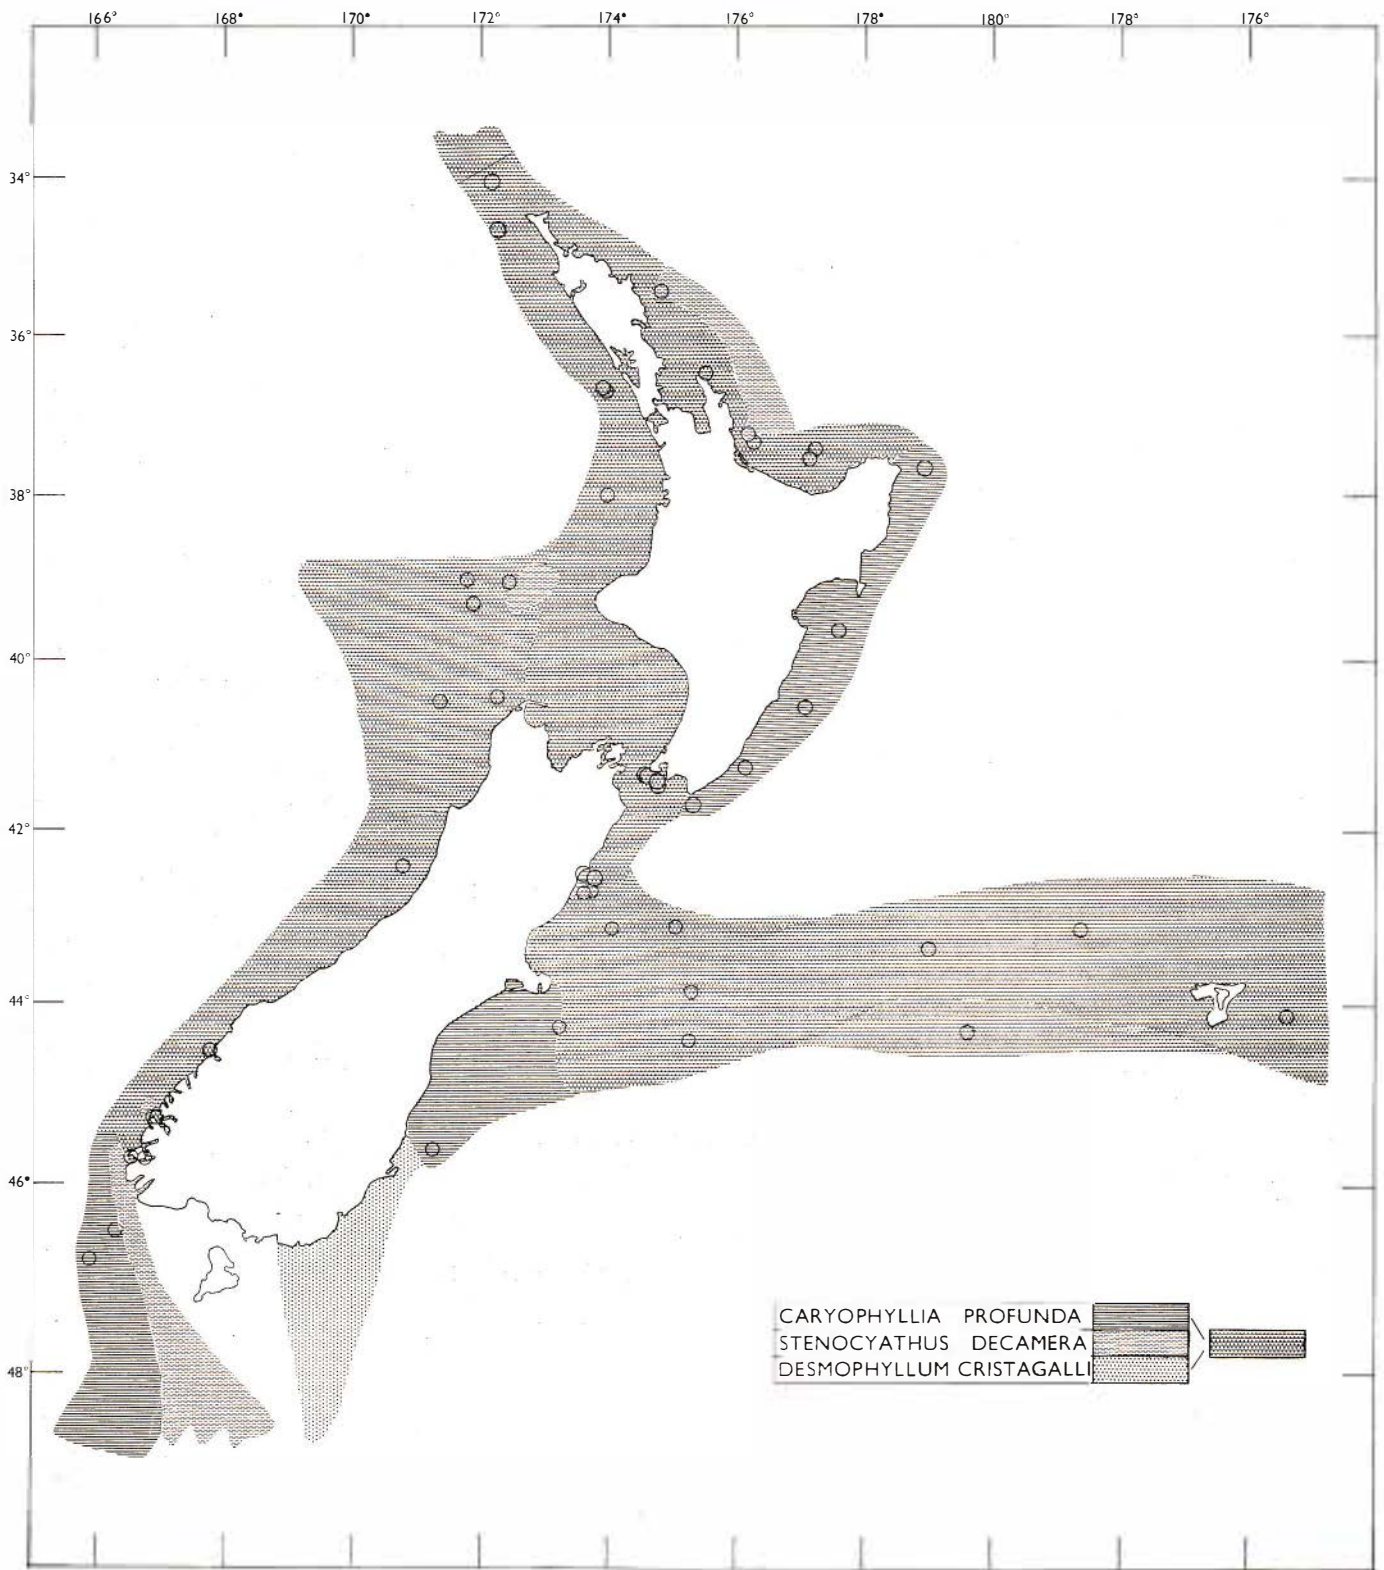 166° 168° 170° 172° 174° 176° 178° 180° 178° 176°
34°
36°
38°
40°
42°
44°
46°
48°
CARYOPHYLLIA PROFUNDA
STENOCYATHUS DECAMERA
DESMOPHYLLUM CRISTAGALLI